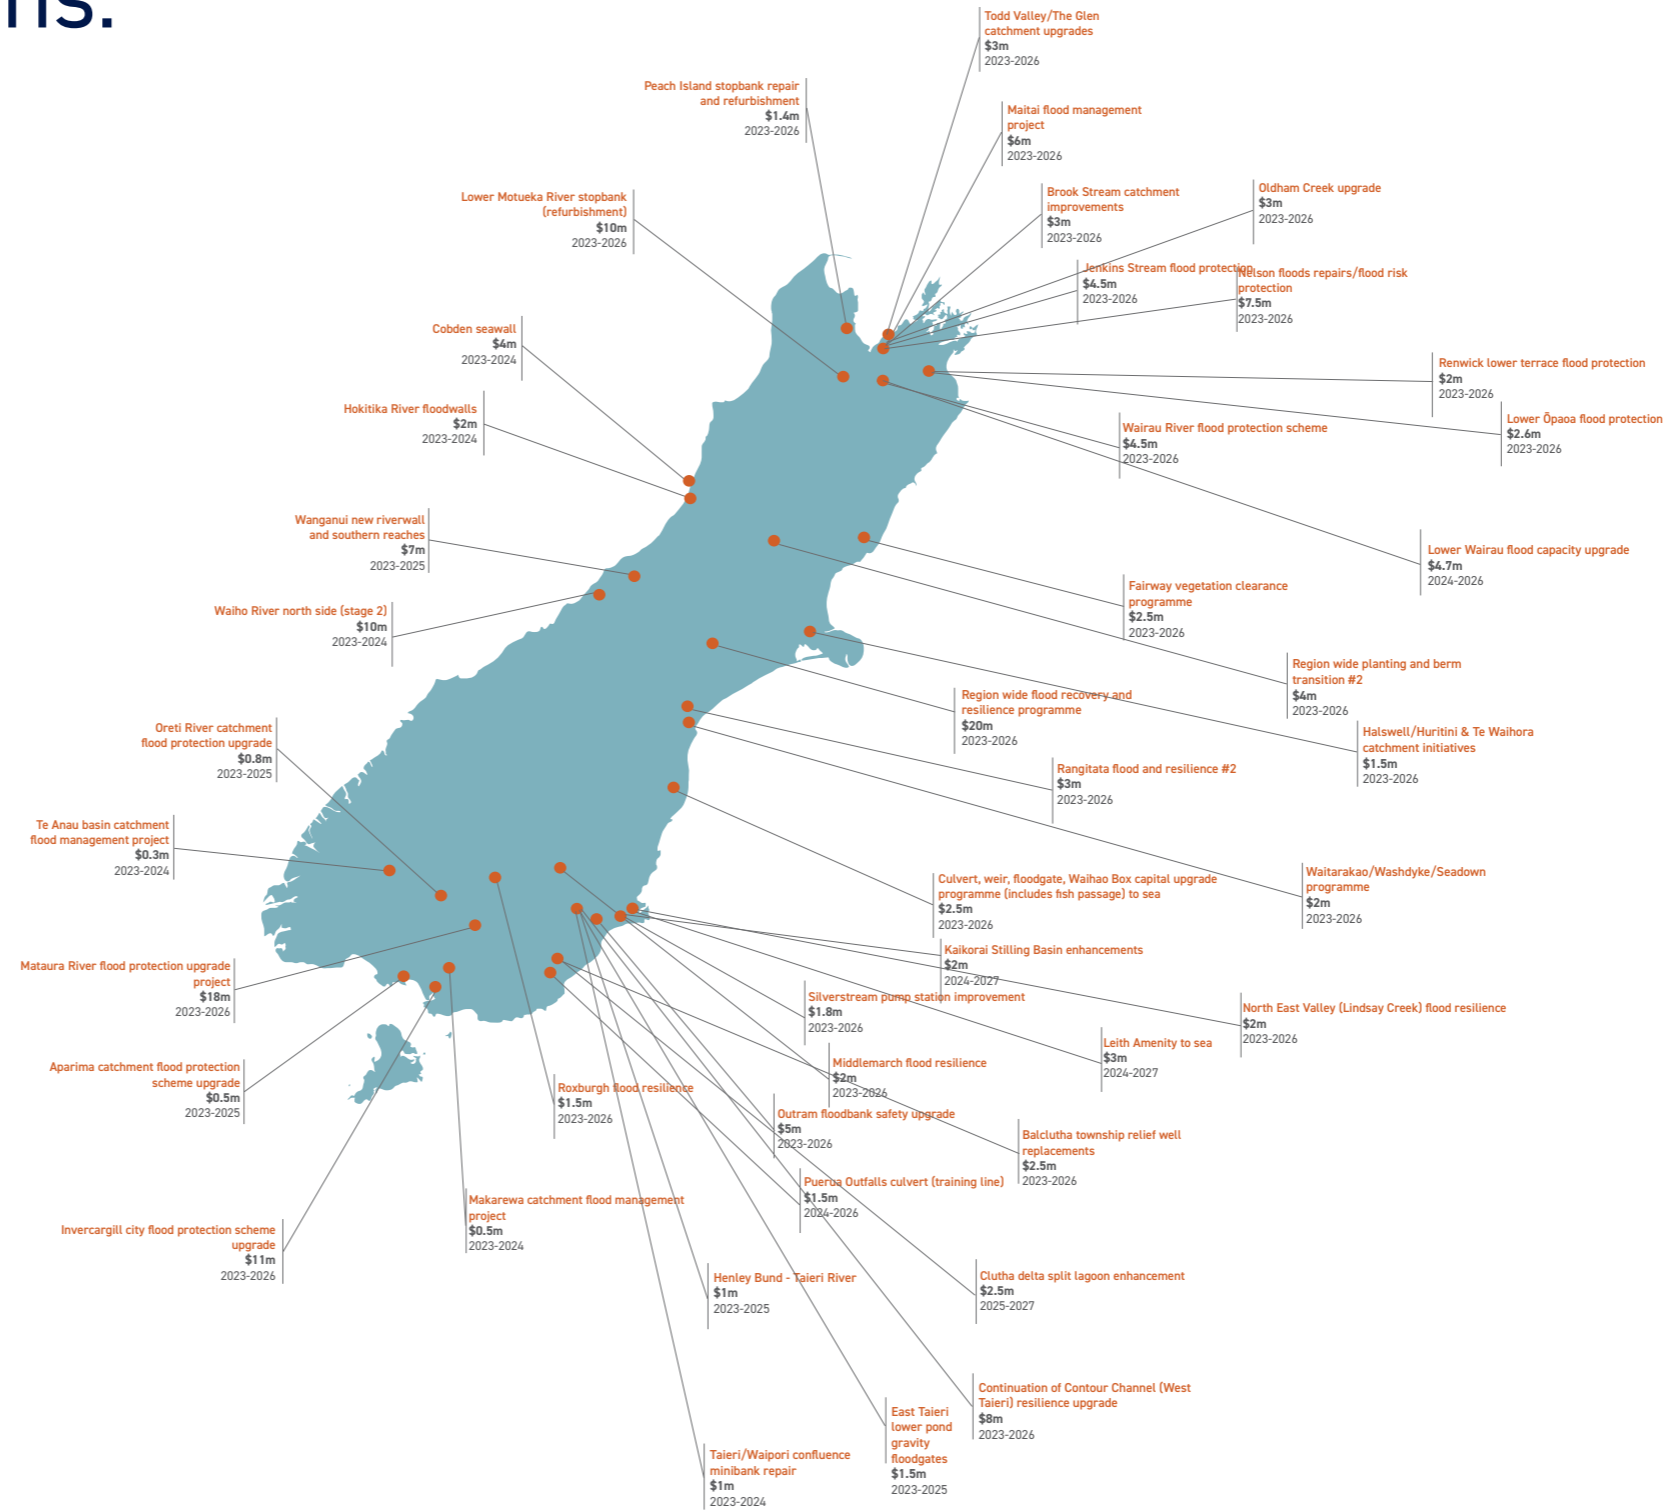 ns.
Todd Valley/The Glen
catchment upgrades
$3m
2023-2026
Peach Island stopbank repair
and refurbishment
$1.4m
2023-2026
Maitai flood management
project
$6m
2023-2026
Lower Motueka River stopbank
(refurbishment)
$10m
2023-2026
Brook Stream catchment
improvements
$3m
2023-2026
Oldham Creek upgrade
$3m
2023-2026
Jenkins Stream flood protection
$4.5m
2023-2026
Nelson floods repairs/flood risk
protection
$7.5m
2023-2026
Cobden seawall
$4m
2023-2024
Renwick lower terrace flood protection
$2m
2023-2026
Hokitika River floodwalls
$2m
2023-2024
Lower Ōpaoa flood protection
$2.6m
2023-2026
Wairau River flood protection scheme
$4.5m
2023-2026
Wanganui new riverwall
and southern reaches
$7m
2023-2025
Lower Wairau flood capacity upgrade
$4.7m
2024-2026
Fairway vegetation clearance
programme
$2.5m
2023-2026
Waiho River north side (stage 2)
$10m
2023-2024
Region wide planting and berm
transition #2
$4m
2023-2026
Region wide flood recovery and
resilience programme
$20m
2023-2026
Halswell/Huritini & Te Waihora
catchment initiatives
$1.5m
2023-2026
Oreti River catchment
flood protection upgrade
$0.8m
2023-2025
Rangitata flood and resilience #2
$3m
2023-2026
Te Anau basin catchment
flood management project
$0.3m
2023-2024
Waitarakao/Washdyke/Seadown
programme
$2m
2023-2026
Culvert, weir, floodgate, Waihao Box capital upgrade
programme (includes fish passage) to sea
$2.5m
2023-2026
Kaikorai Stilling Basin enhancements
$2m
2024-2027
Mataura River flood protection upgrade
project
$18m
2023-2026
Silverstream pump station improvement
$1.8m
2023-2026
North East Valley (Lindsay Creek) flood resilience
$2m
2023-2026
Leith Amenity to sea
$3m
2024-2027
Middlemarch flood resilience
$2m
2023-2026
Aparima catchment flood protection
scheme upgrade
$0.5m
2023-2025
Roxburgh flood resilience
$1.5m
2023-2026
Outram floodbank safety upgrade
$5m
2023-2026
Balclutha township relief well
replacements
$2.5m
2023-2026
Puerua Outfalls culvert (training line)
$1.5m
2024-2026
Makarewa catchment flood management
project
$0.5m
2023-2024
Invercargill city flood protection scheme
upgrade
$11m
2023-2026
Henley Bund - Taieri River
$1m
2023-2025
Clutha delta split lagoon enhancement
$2.5m
2025-2027
Continuation of Contour Channel (West
Taieri) resilience upgrade
$8m
2023-2026
East Taieri
lower pond
gravity
floodgates
$1.5m
2023-2025
Taieri/Waipori confluence
minibank repair
$1m
2023-2024